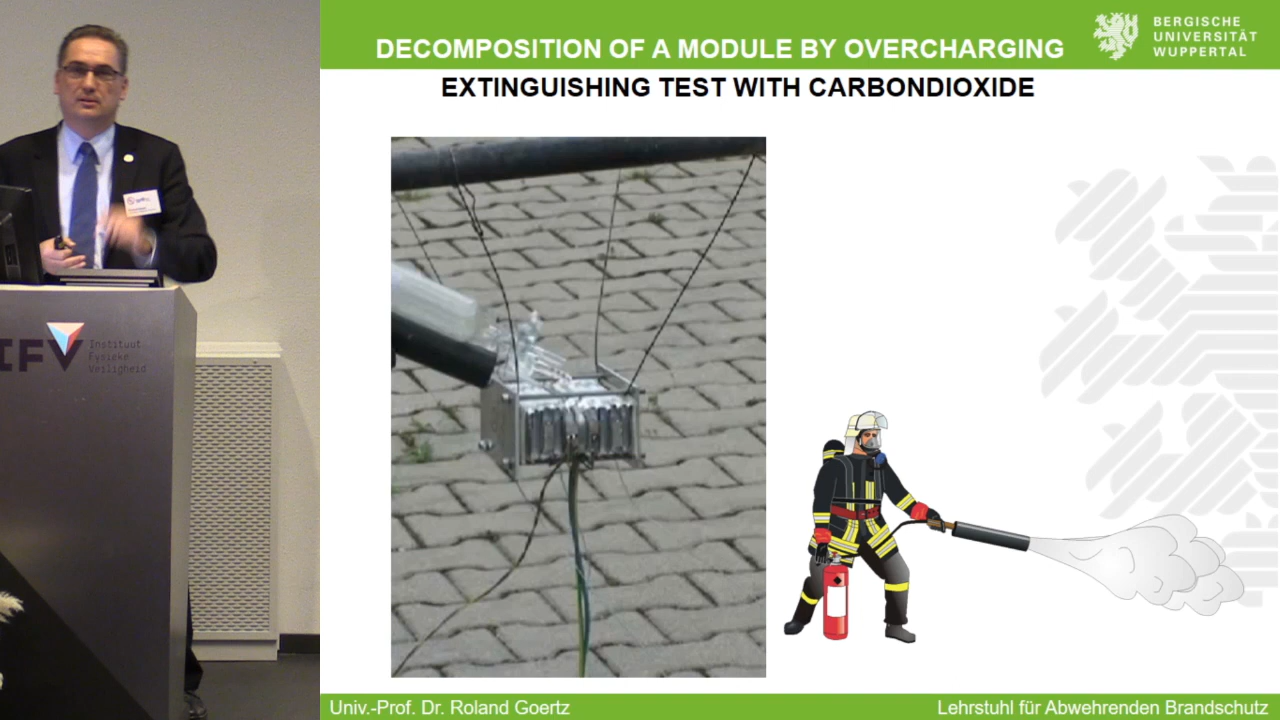 DECOMPOSITION OF A MODULE BY OVERCHARGING
BERGISCHE
UNIVERSITÄT
WUPPERTAL
EXTINGUISHING TEST WITH CARBONDIOXIDE
IFV
Instituut
Fysieke
Veiligheid
Univ.-Prof. Dr. Roland Goertz
Lehrstuhl für Abwehrenden Brandschutz